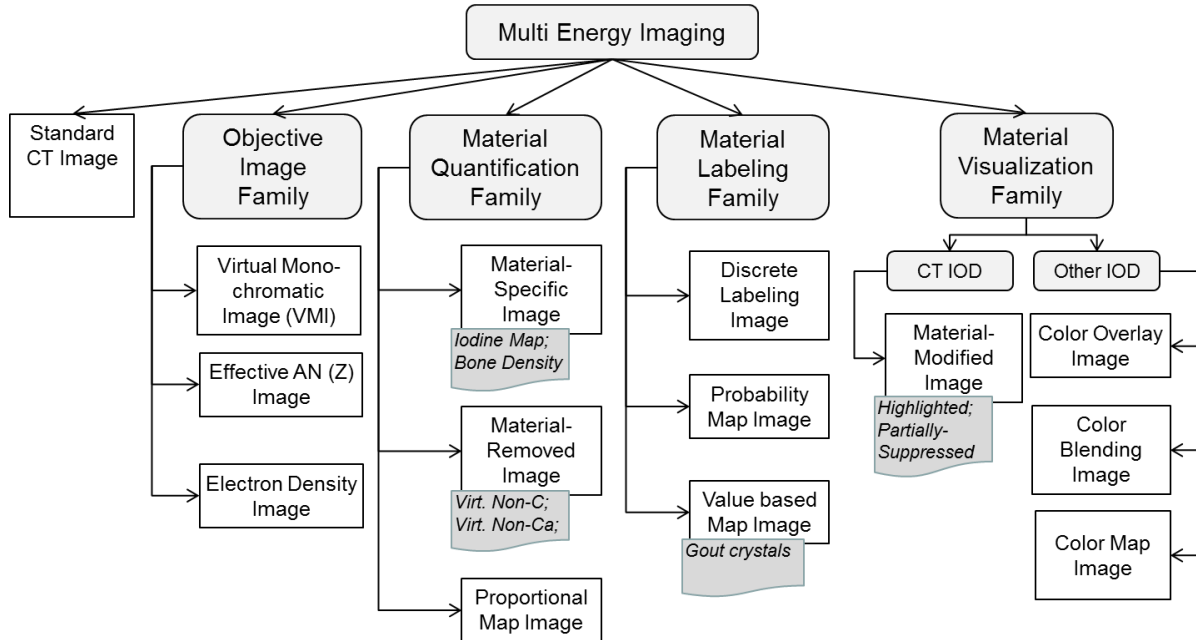 Multi Energy Imaging
Standard
CT Image
Objective
Image
Family
Virtual Mono-
chromatic
Image (VMI)
Effective AN (Z)
Image
Electron Density
Image
Material
Quantification
Family
Material-
Specific
Image
Iodine Map;
Bone Density
Material-
Removed
Image
Virt. Non-C;
Virt. Non-Ca;
Proportional
Map Image
Material
Labeling
Family
Discrete
Labeling
Image
Probability
Map Image
Value based
Map Image
Gout crystals
Material
Visualization
Family
CT IOD
Material-
Modified
Image
Highlighted;
Partially-
Suppressed
Other IOD
Color Overlay
Image
Color
Blending
Image
Color Map
Image